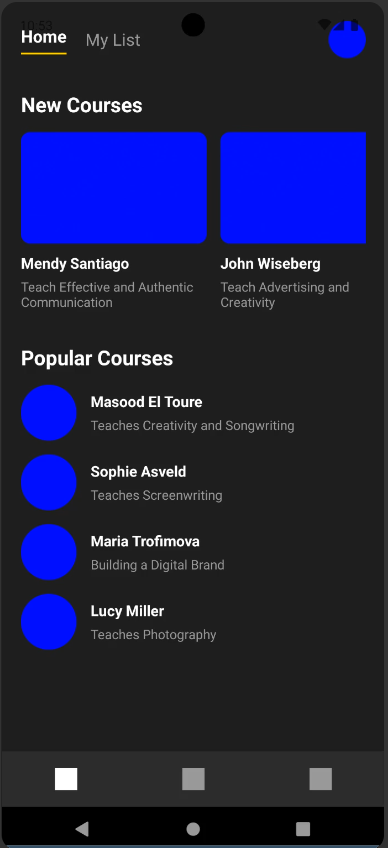 10:53
Home
My List
New Courses
Mendy Santiago
Teach Effective and Authentic
Communication
John Wiseberg
Teach Advertising and
Creativity
Popular Courses
Masood El Toure
Teaches Creativity and Songwriting
Sophie Asveld
Teaches Screenwriting
Maria Trofimova
Building a Digital Brand
Lucy Miller
Teaches Photography